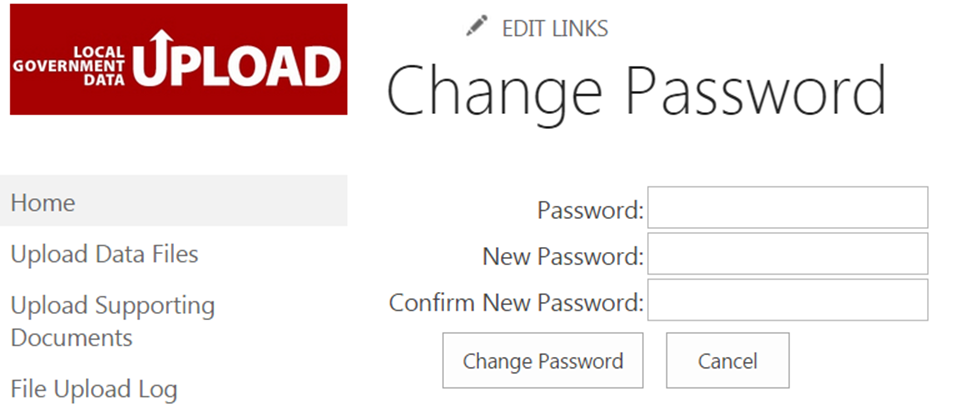 LOCAL
GOVERNMENT
DATA
UPLOAD
EDIT LINKS
Change Password
Home
Upload Data Files
Upload Supporting
Documents
File Upload Log
Password:
New Password:
Confirm New Password:
Change Password
Cancel